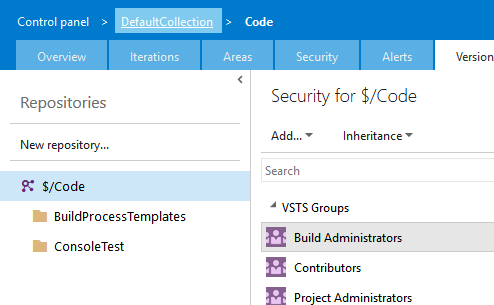 Control panel > DefaultCollection > Code
Overview Iterations Areas Security Alerts Version
Repositories
New repository...
$/Code
BuildProcessTemplates
ConsoleTest
Security for $/Code
Add... Inheritance
Search
VSTS Groups
Build Administrators
Contributors
Project Administrators